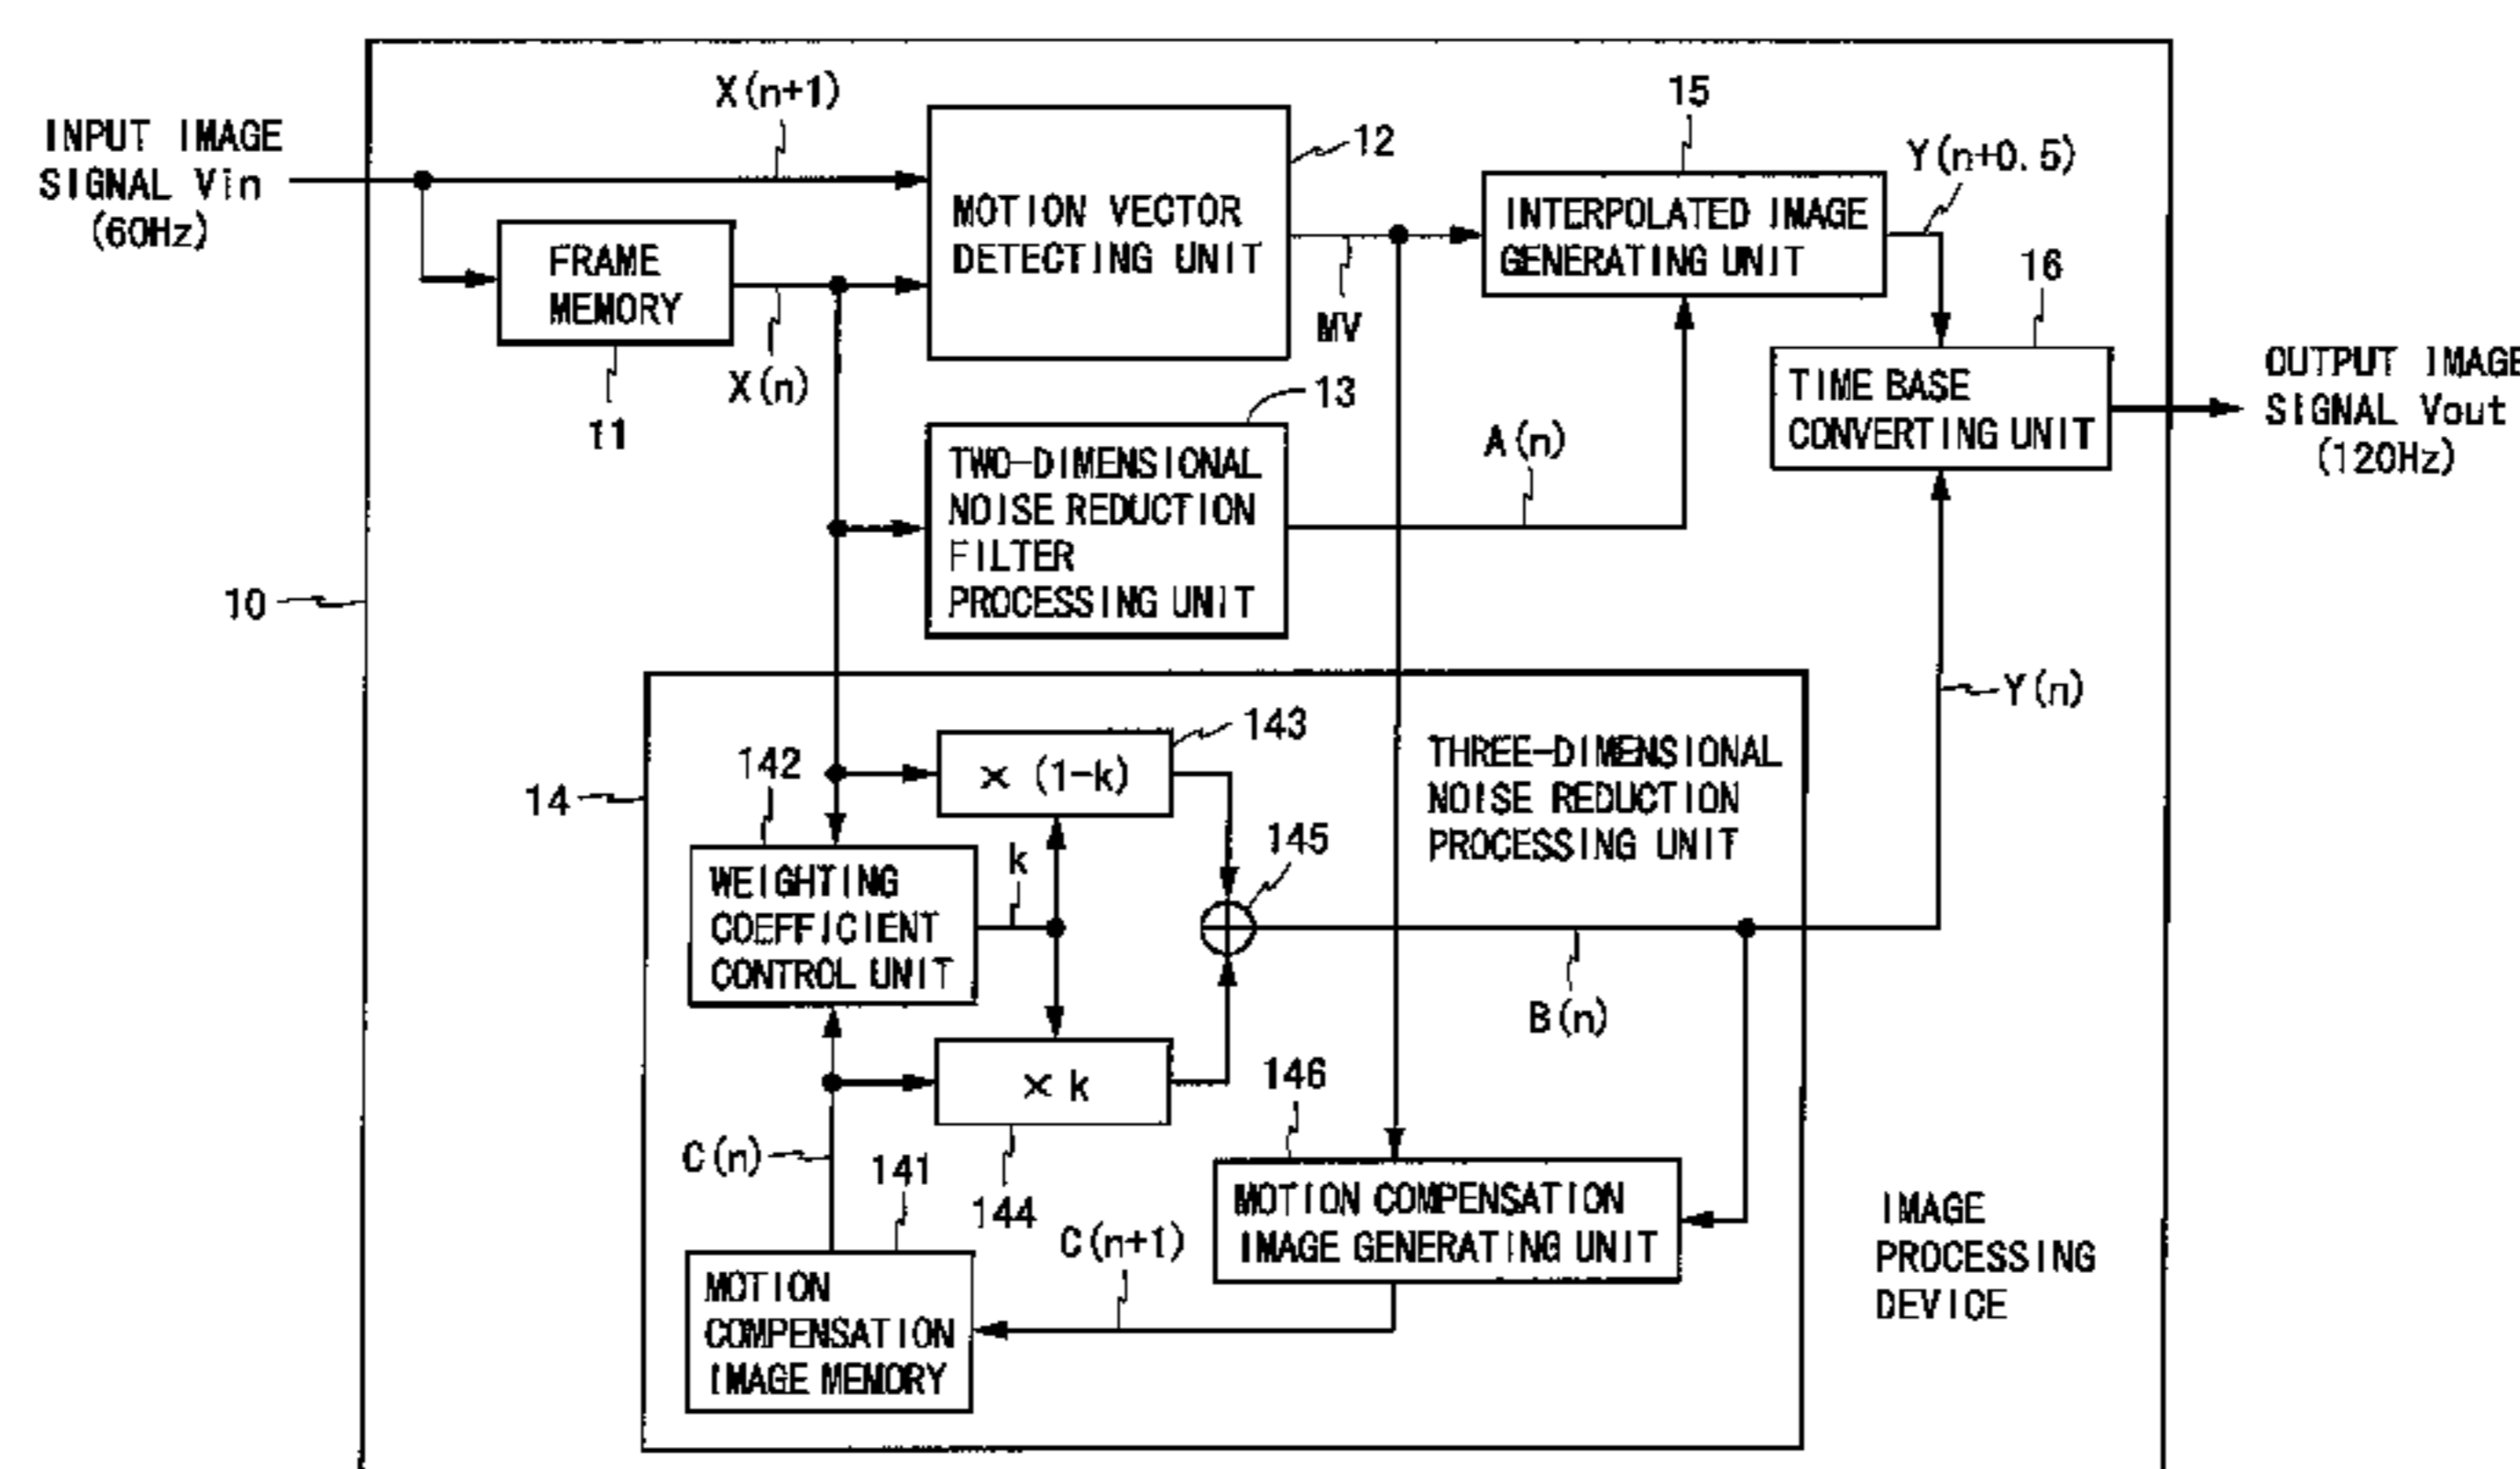 X(n+1)
INPUT IMAGE
SIGNAL Vin
(60Hz)
12
15
Y(n+0.5)
MOTION VECTOR
DETECTING UNIT
INTERPOLATED IMAGE
GENERATING UNIT
16
FRAME
MEMORY
MV
X(n)
11
13
TIME BASE
CONVERTING UNIT
OUTPUT IMAGE
SIGNAL Vout
(120Hz)
TWO-DIMENSIONAL
NOISE REDUCTION
FILTER
PROCESSING UNIT
A(n)
10
Y(n)
14
142
143
× (1-k)
THREE-DIMENSIONAL
NOISE REDUCTION
PROCESSING UNIT
145
k
WEIGHTING
COEFFICIENT
CONTROL UNIT
B(n)
× k
146
C(n)
141
144
C(n+1)
MOTION COMPENSATION
IMAGE GENERATING UNIT
MOTION
COMPENSATION
IMAGE MEMORY
IMAGE
PROCESSING
DEVICE